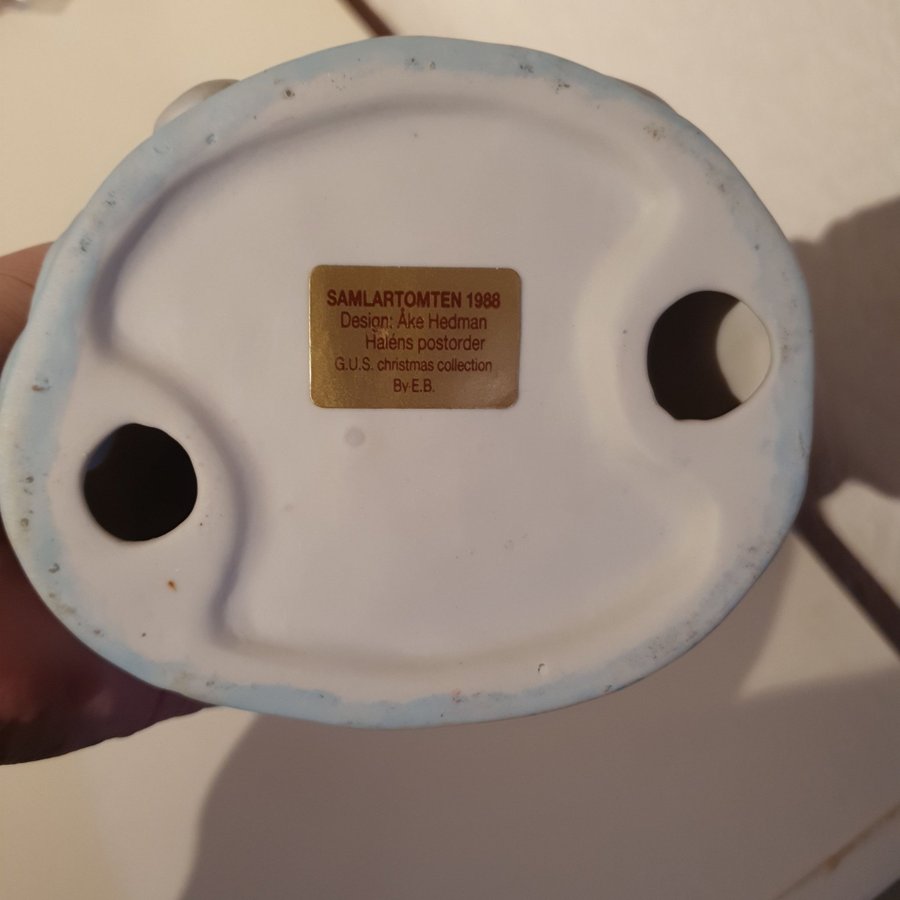 SAMLARTOMTEN 1988
Design: Åke Hedman
Haléns postorder
G.U.S. christmas collection
By E.B.